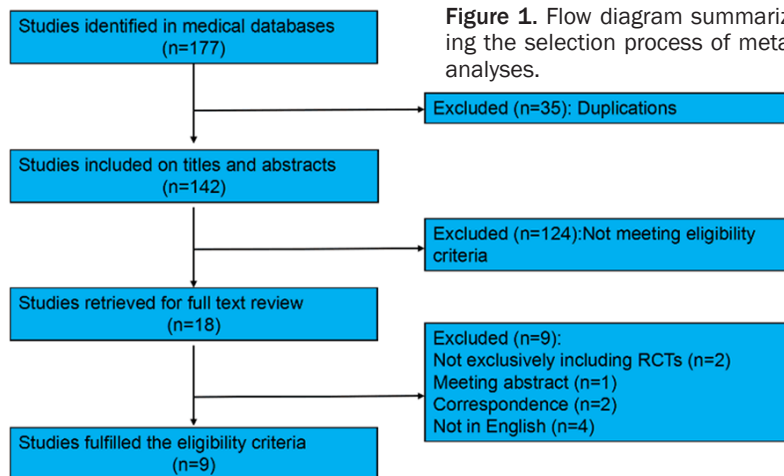 Studies identified in medical databases
(n=177)
Figure 1. Flow diagram summariz-
ing the selection process of meta-
analyses.
Excluded (n=35): Duplications
Studies included on titles and abstracts
(n=142)
Excluded (n=124):Not meeting eligibility
criteria
Studies retrieved for full text review
(n=18)
Excluded (n=9):
Not exclusively including RCTs (n=2)
Meeting abstract (n=1)
Correspondence (n=2)
Not in English (n=4)
Studies fulfilled the eligibility criteria
(n=9)